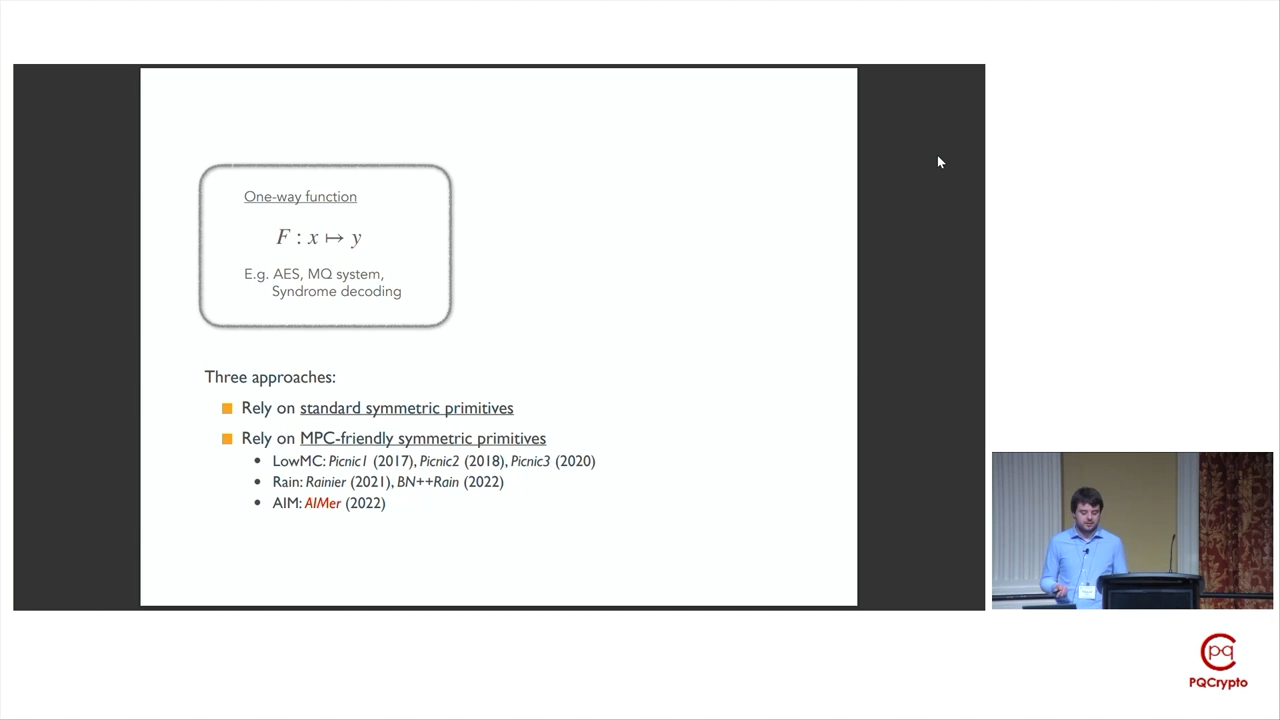 One-way function
F : x ↦ y
E.g. AES, MQ system,
Syndrome decoding
Three approaches:
■ Rely on standard symmetric primitives
■ Rely on MPC-friendly symmetric primitives
• LowMC: Picnic1 (2017), Picnic2 (2018), Picnic3 (2020)
• Rain: Rainier (2021), BN++Rain (2022)
• AIM: AIMer (2022)
pq
PQCrypto